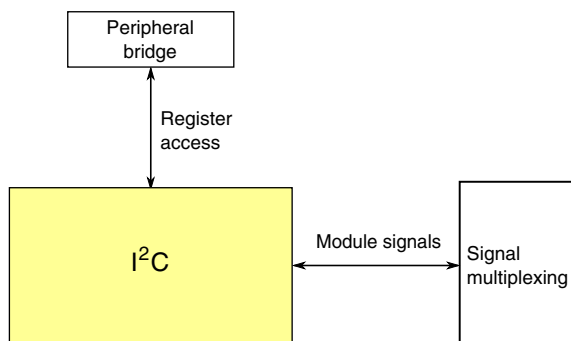 Peripheral
bridge
Register
access
Module signals
I²C
Signal
multiplexing